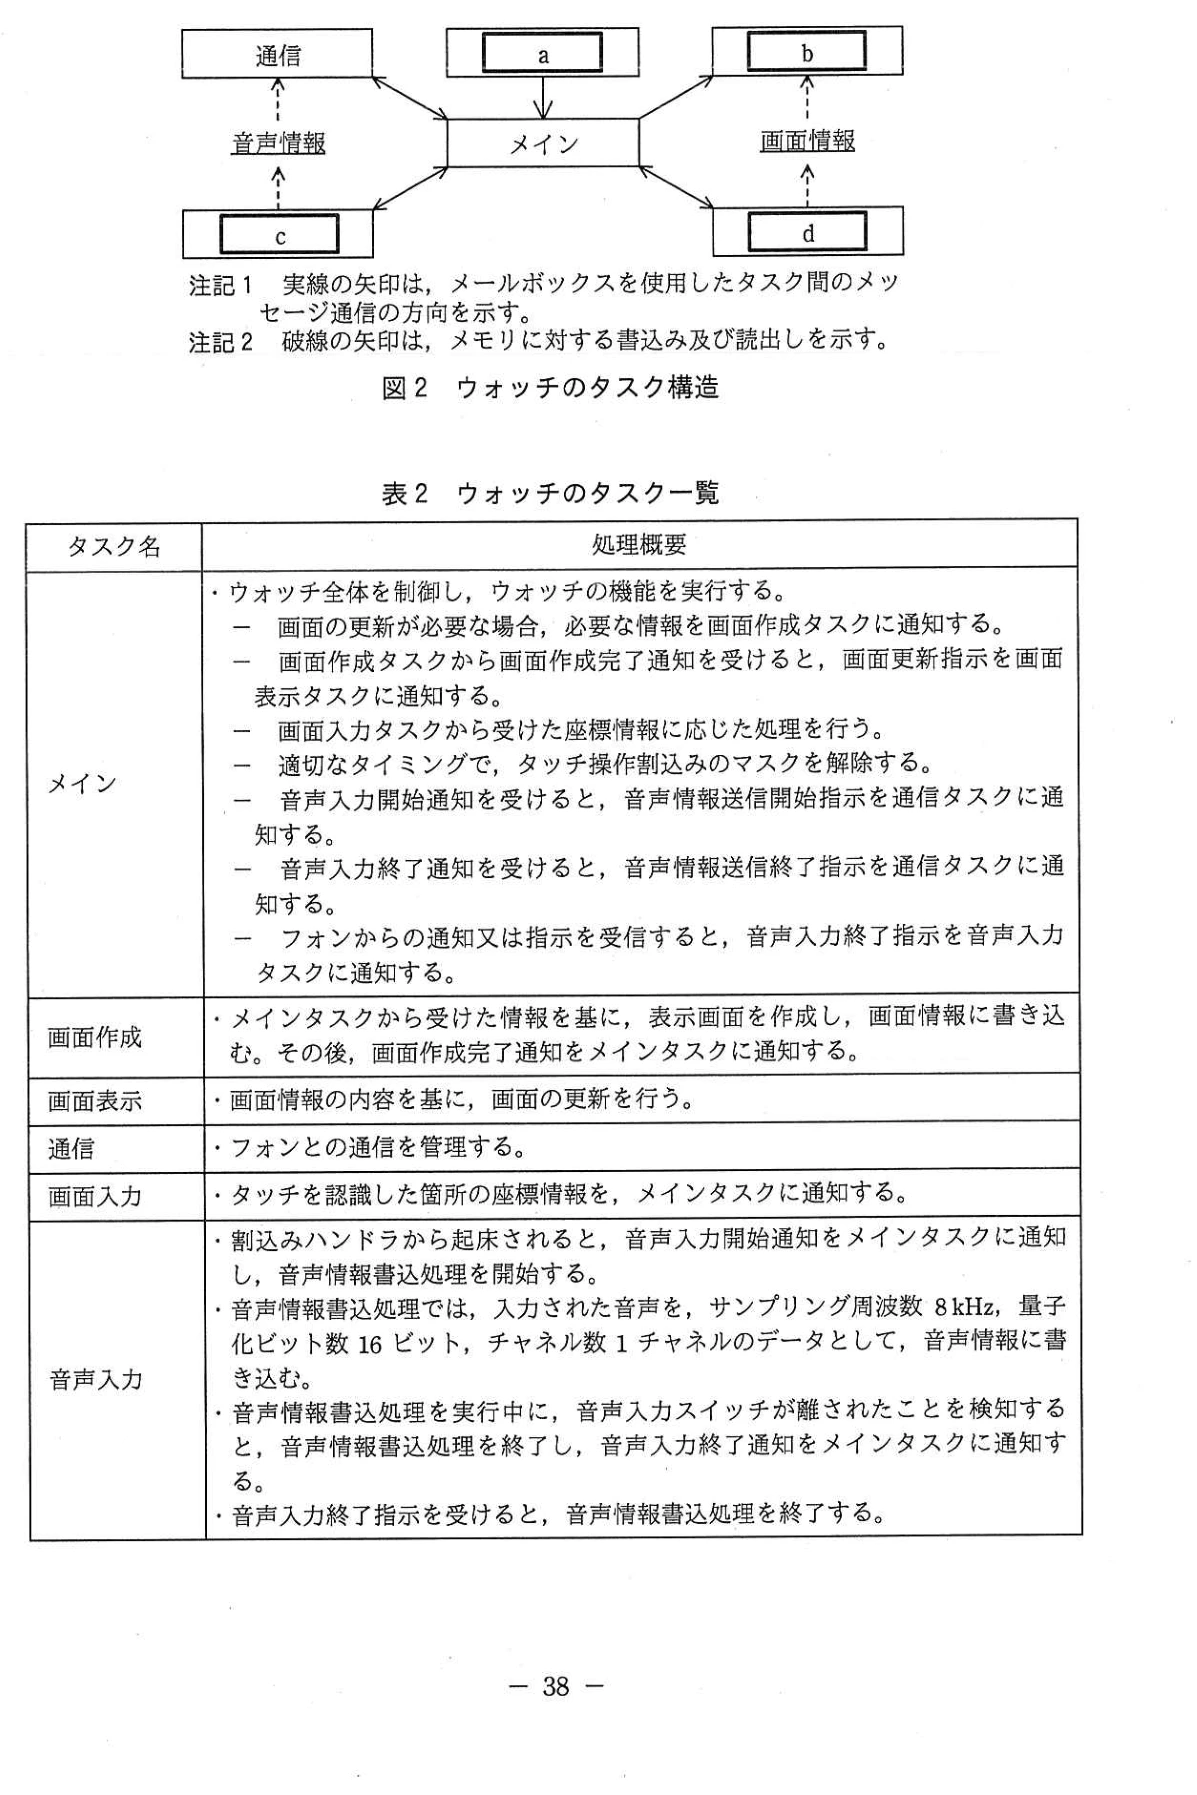 通信
a
b
音声情報
メイン
画面情報
c
d
注記1 実線の矢印は，メールボックスを使用したタスク間のメッ
セージ通信の方向を示す。
注記2 破線の矢印は，メモリに対する書込み及び読出しを示す。
図2 ウォッチのタスク構造
表2 ウォッチのタスク一覧
タスク名 処理概要
メイン
・ウォッチ全体を制御し，ウォッチの機能を実行する。
－ 画面の更新が必要な場合，必要な情報を画面作成タスクに通知する。
－ 画面作成タスクから画面作成完了通知を受けると，画面更新指示を画面
表示タスクに通知する。
－ 画面入力タスクから受けた座標情報に応じた処理を行う。
－ 適切なタイミングで，タッチ操作割込みのマスクを解除する。
－ 音声入力開始通知を受けると，音声情報送信開始指示を通信タスクに通
知する。
－ 音声入力終了通知を受けると，音声情報送信終了指示を通信タスクに通
知する。
－ フォンからの通知又は指示を受信すると，音声入力終了指示を音声入力
タスクに通知する。
画面作成
・メインタスクから受けた情報を基に，表示画面を作成し，画面情報に書き込
む。その後，画面作成完了通知をメインタスクに通知する。
画面表示
・画面情報の内容を基に，画面の更新を行う。
通信
・フォンとの通信を管理する。
画面入力
・タッチを認識した箇所の座標情報を，メインタスクに通知する。
音声入力
・割込みハンドラから起床されると，音声入力開始通知をメインタスクに通知
し，音声情報書込処理を開始する。
・音声情報書込処理では，入力された音声を，サンプリング周波数 8 kHz，量子
化ビット数 16 ビット，チャネル数 1 チャネルのデータとして，音声情報に書
き込む。
・音声情報書込処理を実行中に，音声入力スイッチが離されたことを検知する
と，音声情報書込処理を終了し，音声入力終了通知をメインタスクに通知す
る。
・音声入力終了指示を受けると，音声情報書込処理を終了する。
－ 38 －